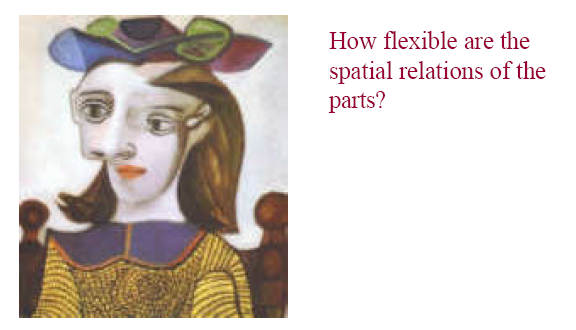 How flexible are the
spatial relations of the
parts?